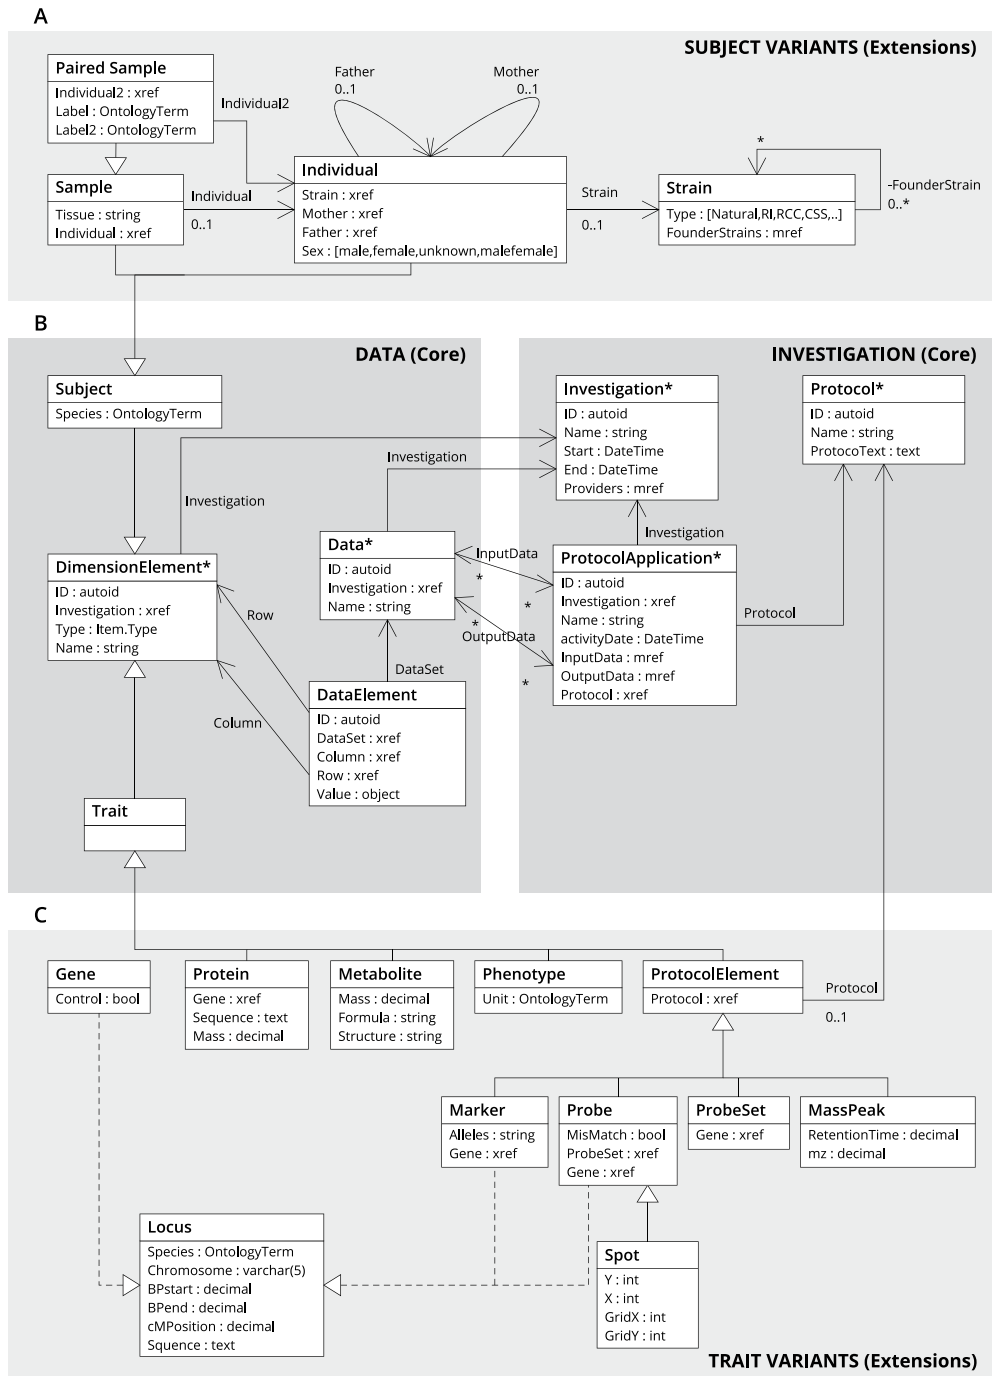 A
SUBJECT VARIANTS (Extensions)
Paired Sample
Individual2 : xref
Label : OntologyTerm
Label2 : OntologyTerm
Individual2
Father
0..1
Mother
0..1
Sample
Tissue : string
Individual : xref
Individual
0..1
Individual
Strain : xref
Mother : xref
Father : xref
Sex : [male,female,unknown,malefemale]
Strain
0..1
*
Strain
Type : [Natural,RI,RCC,CSS,..]
FounderStrains : mref
-FounderStrain
0..*
B
DATA (Core)
INVESTIGATION (Core)
Subject
Species : OntologyTerm
Investigation*
ID : autoid
Name : string
Start : DateTime
End : DateTime
Providers : mref
Protocol*
ID : autoid
Name : string
ProtocoText : text
Investigation
Investigation
Investigation
DimensionElement*
ID : autoid
Investigation : xref
Type : Item.Type
Name : string
Data*
ID : autoid
Investigation : xref
Name : string
InputData
*
*
OutputData
*
*
ProtocolApplication*
ID : autoid
Investigation : xref
Name : string
activityDate : DateTime
InputData : mref
OutputData : mref
Protocol : xref
Protocol
Row
Column
DataSet
DataElement
ID : autoid
DataSet : xref
Column : xref
Row : xref
Value : object
Trait
C
Gene
Control : bool
Protein
Gene : xref
Sequence : text
Mass : decimal
Metabolite
Mass : decimal
Formula : string
Structure : string
Phenotype
Unit : OntologyTerm
ProtocolElement
Protocol : xref
Protocol
0..1
Marker
Alleles : string
Gene : xref
Probe
MisMatch : bool
ProbeSet : xref
Gene : xref
ProbeSet
Gene : xref
MassPeak
RetentionTime : decimal
mz : decimal
Locus
Species : OntologyTerm
Chromosome : varchar(5)
BPstart : decimal
BPend : decimal
cMPosition : decimal
Squence : text
Spot
Y : int
X : int
GridX : int
GridY : int
TRAIT VARIANTS (Extensions)